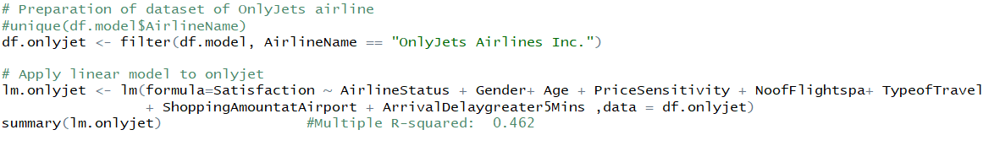 # Preparation of dataset of OnlyJets airline
#unique(df.model$AirlineName)
df.onlyjet <- filter(df.model, AirlineName == "OnlyJets Airlines Inc.")
# Apply linear model to onlyjet
lm.onlyjet <- lm(formula=Satisfaction ~ AirlineStatus + Gender+ Age + PriceSensitivity + NoofFlightspa+ TypeofTravel
+ ShoppingAmountatAirport + ArrivalDelaygreater5Mins ,data = df.onlyjet)
summary(lm.onlyjet) #Multiple R-squared: 0.462